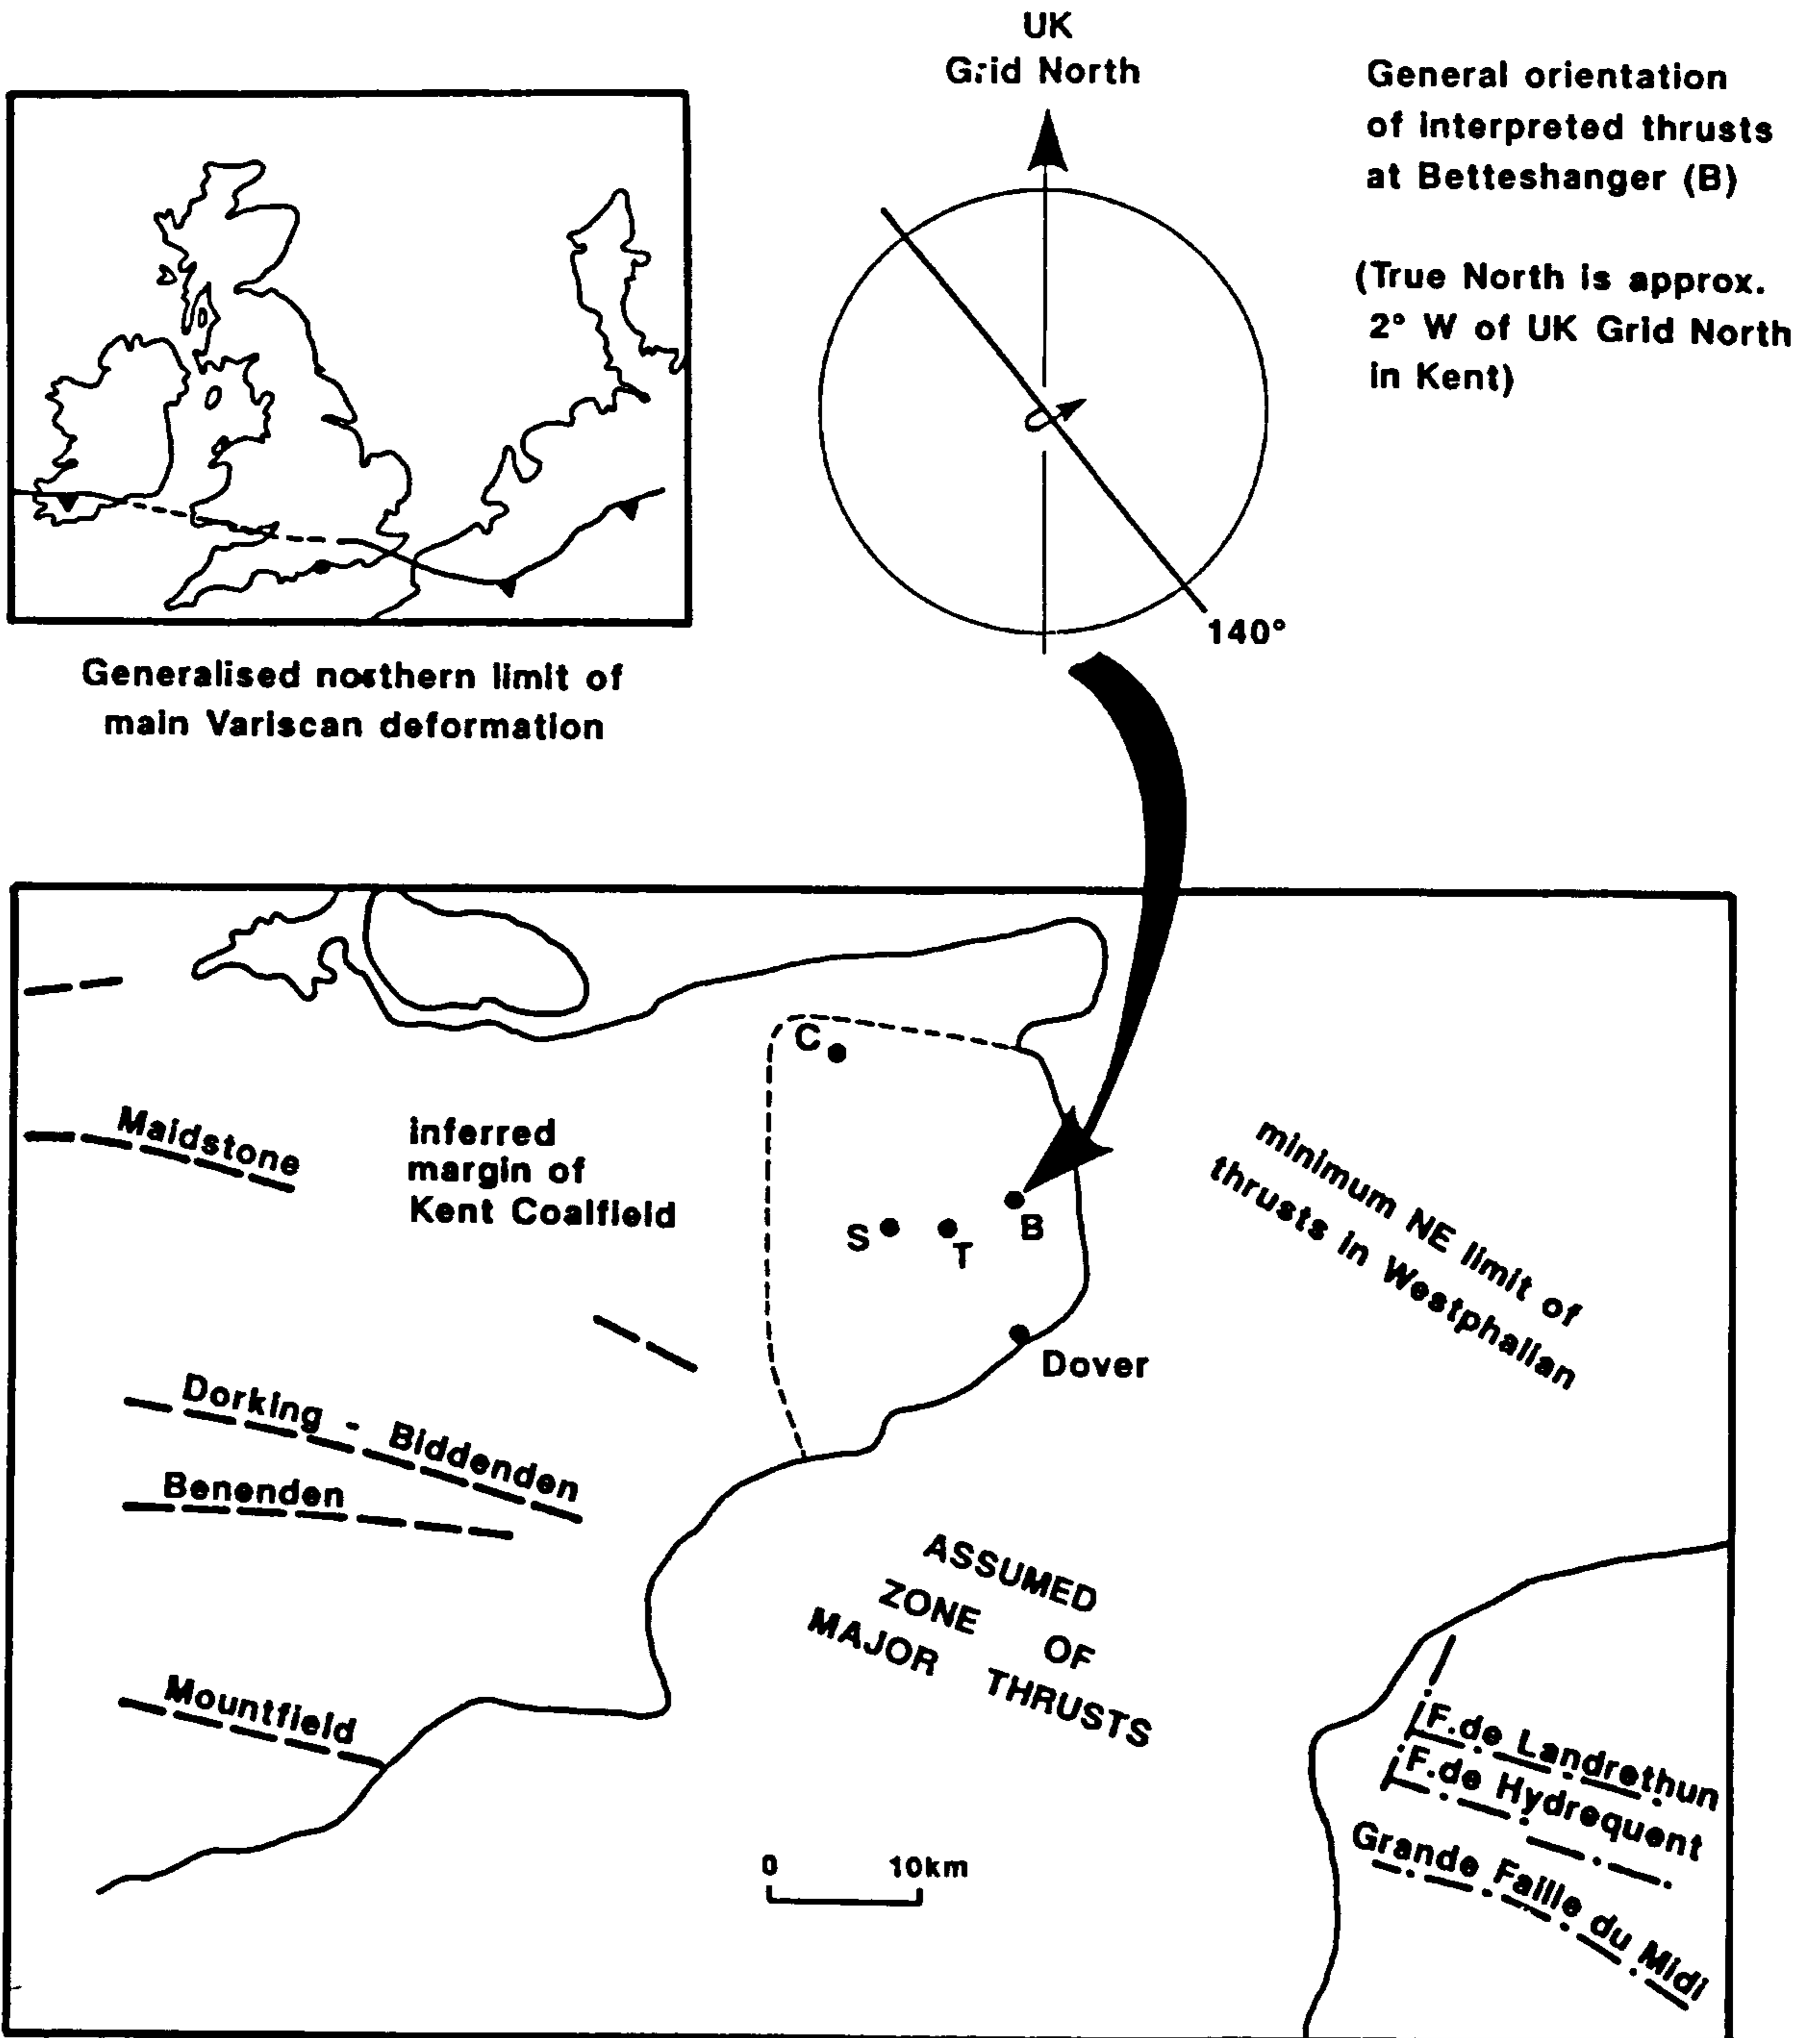 UK
Grid North
General orientation
of interpreted thrusts
at Betteshanger (B)
(True North is approx.
2° W of UK Grid North
in Kent)
140°
Generalised northern limit of
main Variscan deformation
C
Maidstone
inferred
margin of
Kent Coalfield
S
T
B
minimum NE limit of
thrusts in Westphalian
Dover
Dorking - Biddenden
Benenden
ASSUMED
ZONE OF
MAJOR THRUSTS
Mountfield
F.de Landrethun
F.de Hydrequent
Grande Faille du Midi
0 10km